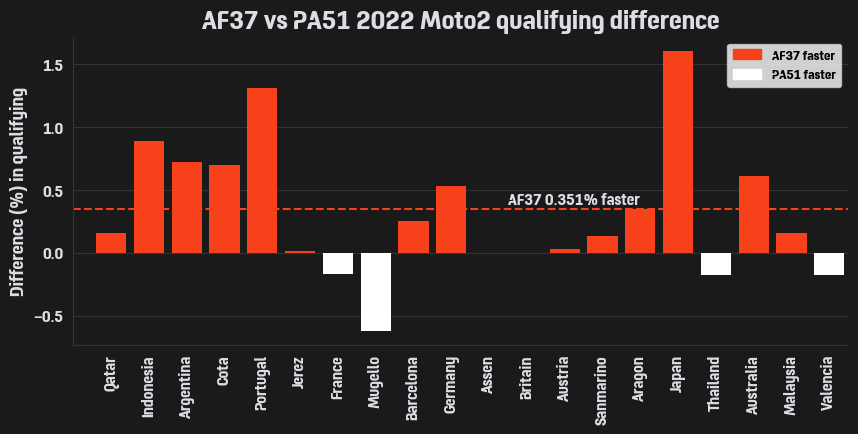 AF37 vs PA51 2022 Moto2 qualifying difference
AF37 faster
PA51 faster
Difference (%) in qualifying
1.5
1.0
0.5
0.0
−0.5
AF37 0.351% faster
Qatar
Indonesia
Argentina
Cota
Portugal
Jerez
France
Mugello
Barcelona
Germany
Assen
Britain
Austria
Sanmarino
Aragon
Japan
Thailand
Australia
Malaysia
Valencia